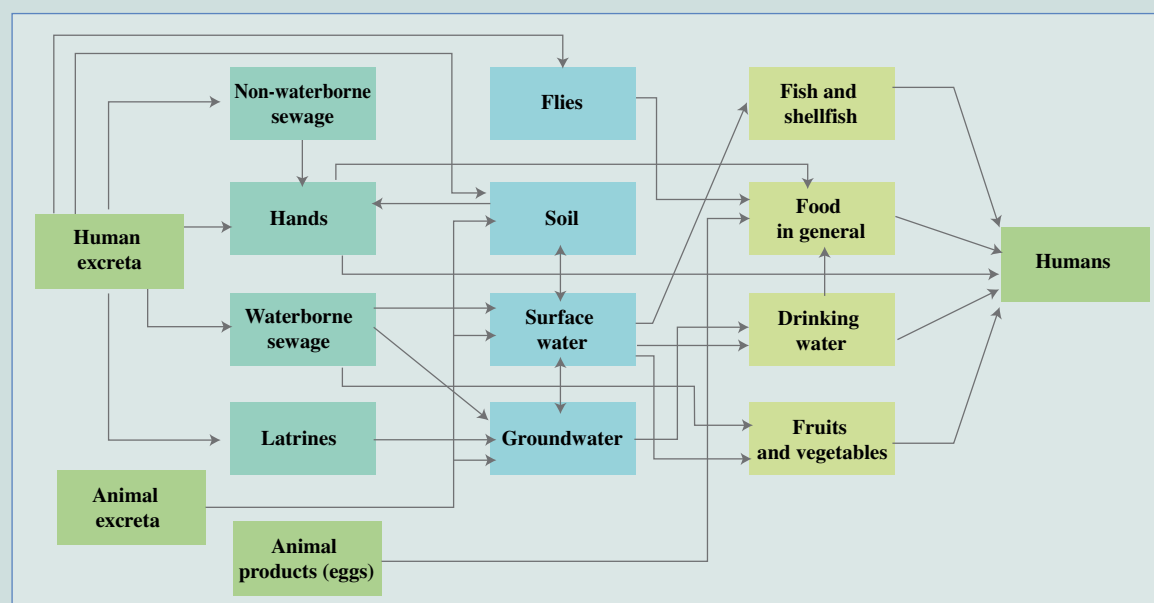 Non-waterborne
sewage
Flies
Fish and
shellfish
Hands
Soil
Food
in general
Human
excreta
Humans
Waterborne
sewage
Surface
water
Drinking
water
Latrines
Groundwater
Fruits
and vegetables
Animal
excreta
Animal
products (eggs)